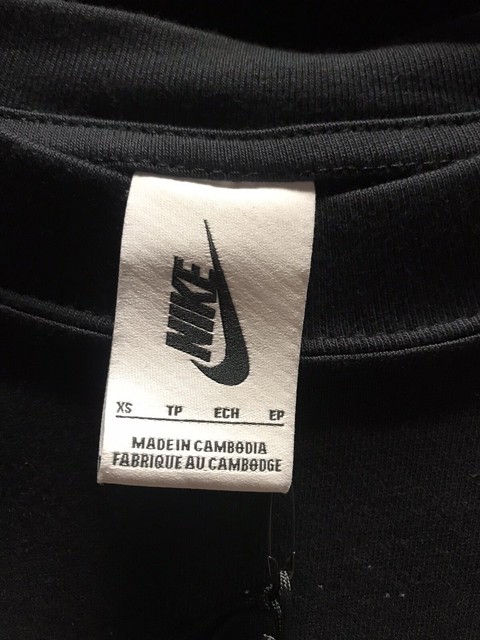 NIKE
XS TP ECH EP
MADE IN CAMBODIA
FABRIQUE AU CAMBODGE